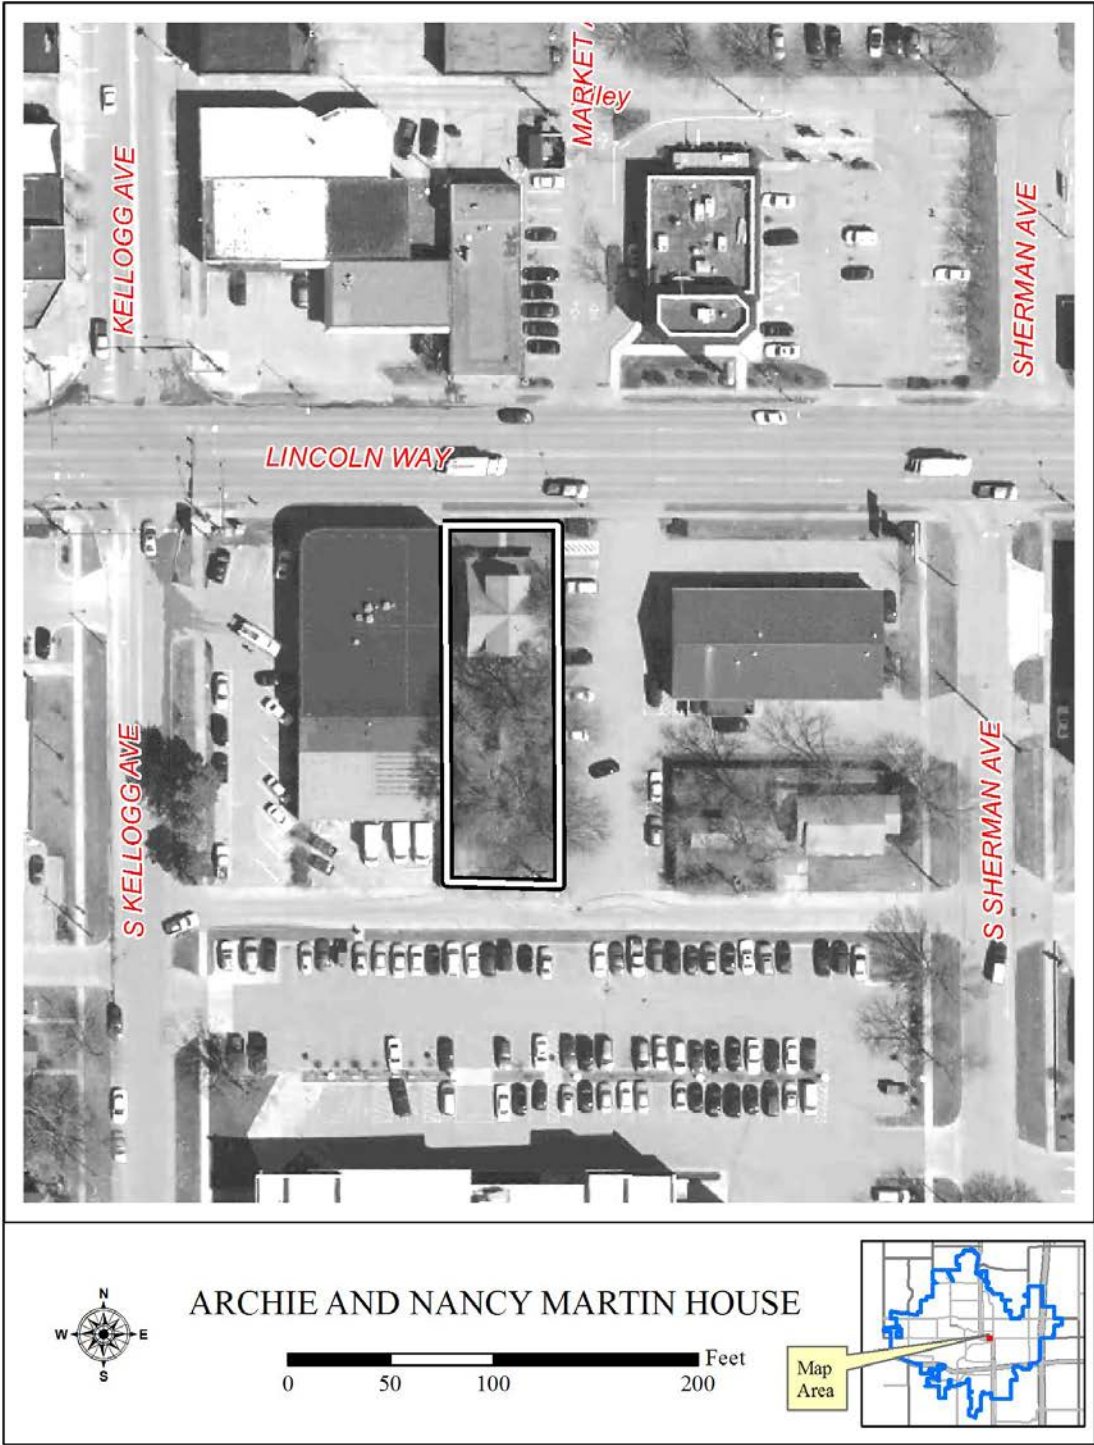 MARKET
lley
KELLOGG AVE
SHERMAN AVE
LINCOLN WAY
S KELLOGG AVE
S SHERMAN AVE
N
W E
S
ARCHIE AND NANCY MARTIN HOUSE
Feet
0 50 100 200
Map
Area